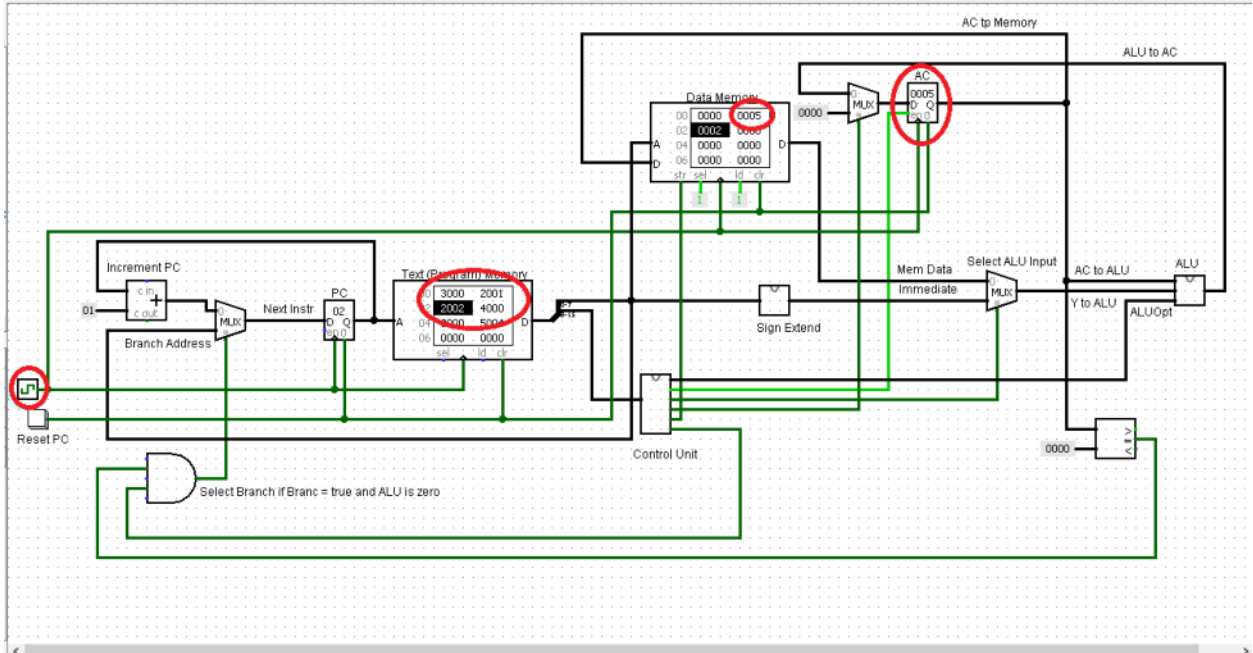 AC tp Memory
ALU to AC
AC
0005
D Q
en 0
MUX
0000
Data Memory
00 0000 0005
02 0002 0000
04 0000 0000
06 0000 0000
A
D
D
str sel ld clr
1 1
Increment PC
c in
+
c out
01
MUX
Next Instr
Branch Address
PC
02
D Q
en 0
Text (Program) Memory
00 3000 2001
2002 4000
04 5004
06 0000 0000
A
D
sel ld clr
Mem Data
Immediate
Select ALU Input
MUX
Sign Extend
AC to ALU
ALU
Y to ALU
ALUOpt
Reset PC
Control Unit
0000
>
=
<
Select Branch if Branc = true and ALU is zero